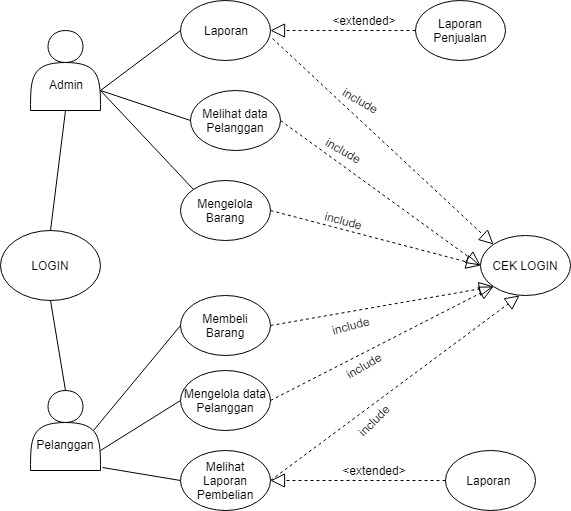 Laporan
<extended>
Laporan
Penjualan
Admin
include
Melihat data
Pelanggan
include
Mengelola
Barang
include
LOGIN
CEK LOGIN
Membeli
Barang
include
include
Mengelola data
Pelanggan
include
Pelanggan
Melihat
Laporan
Pembelian
<extended>
Laporan